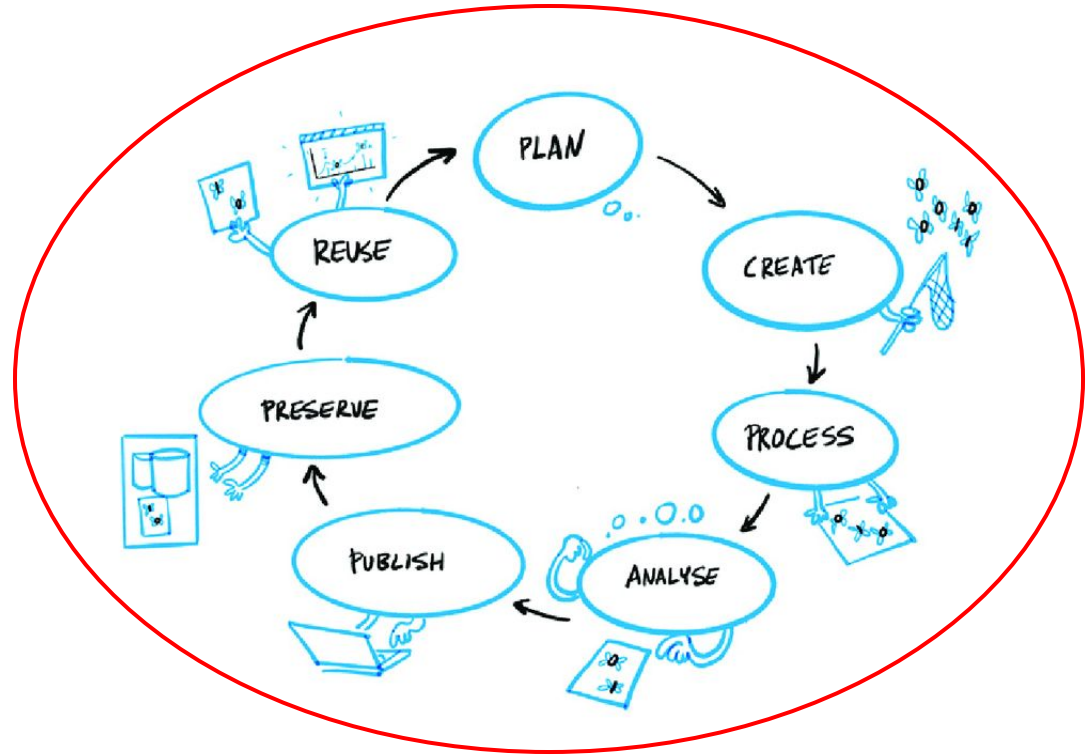 PLAN
CREATE
PROCESS
ANALYSE
PUBLISH
PRESERVE
REUSE